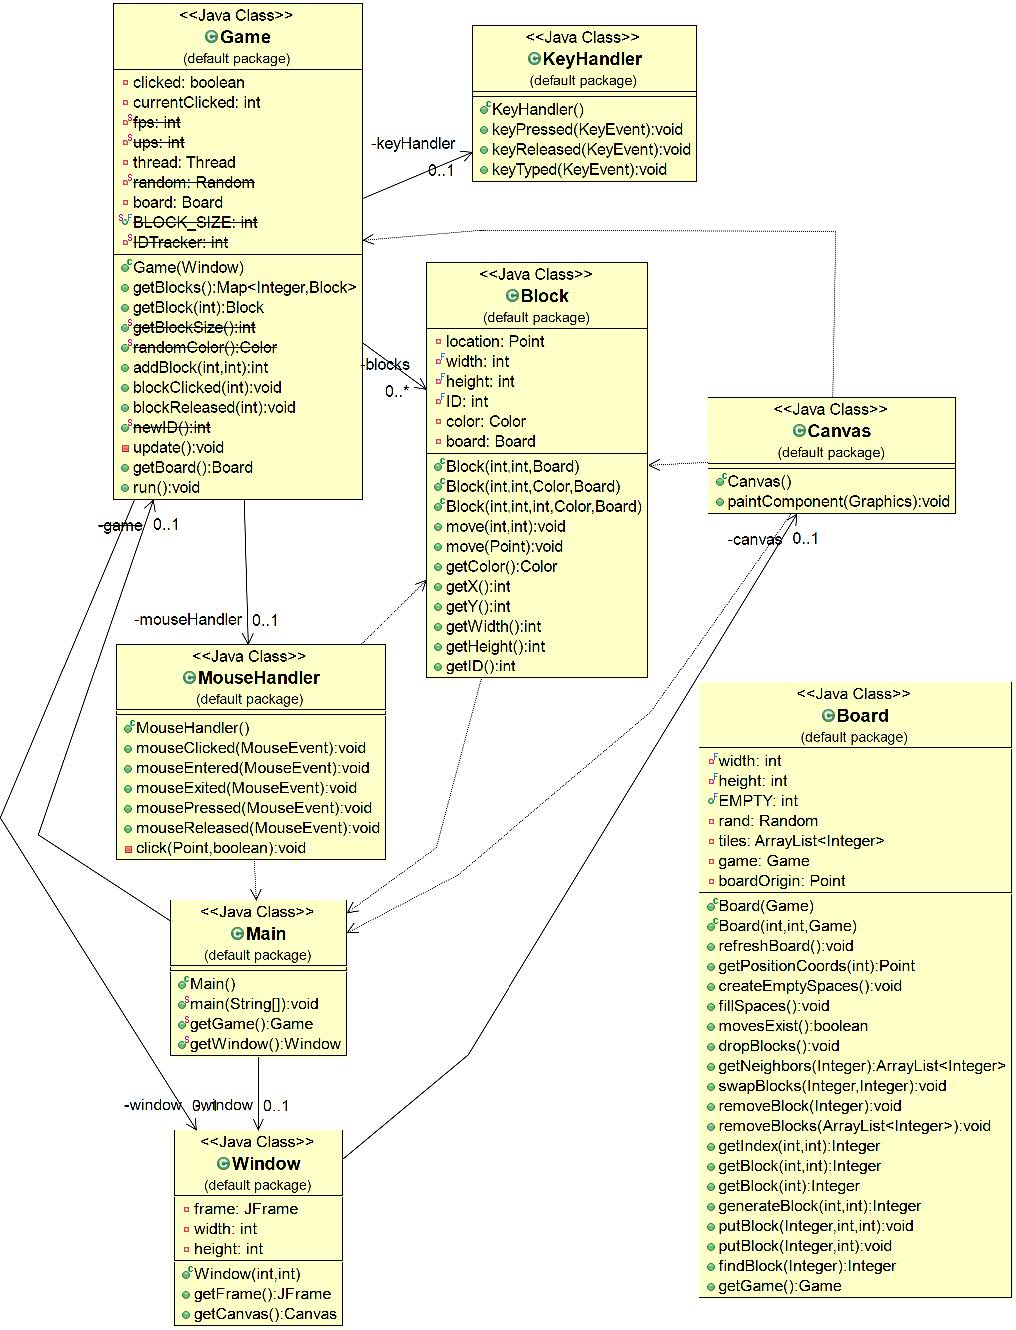 <<Java Class>>
Game
(default package)
clicked: boolean
currentClicked: int
fps: int
ups: int
thread: Thread
random: Random
board: Board
BLOCK_SIZE: int
IDTracker: int
Game(Window)
getBlocks():Map<Integer,Block>
getBlock(int):Block
getBlockSize():int
randomColor():Color
addBlock(int,int):int
blockClicked(int):void
blockReleased(int):void
newID():int
update():void
getBoard():Board
run():void
<<Java Class>>
KeyHandler
(default package)
KeyHandler()
keyPressed(KeyEvent):void
keyReleased(KeyEvent):void
keyTyped(KeyEvent):void
-keyHandler
0..1
<<Java Class>>
Block
(default package)
location: Point
width: int
height: int
ID: int
color: Color
board: Board
Block(int,int,Board)
Block(int,int,Color,Board)
Block(int,int,int,Color,Board)
move(int,int):void
move(Point):void
getColor():Color
getX():int
getY():int
getWidth():int
getHeight():int
getID():int
-blocks
0..*
<<Java Class>>
Canvas
(default package)
Canvas()
paintComponent(Graphics):void
-canvas 0..1
-game 0..1
-mouseHandler 0..1
<<Java Class>>
MouseHandler
(default package)
MouseHandler()
mouseClicked(MouseEvent):void
mouseEntered(MouseEvent):void
mouseExited(MouseEvent):void
mousePressed(MouseEvent):void
mouseReleased(MouseEvent):void
click(Point,boolean):void
<<Java Class>>
Board
(default package)
width: int
height: int
EMPTY: int
rand: Random
tiles: ArrayList<Integer>
game: Game
boardOrigin: Point
Board(Game)
Board(int,int,Game)
refreshBoard():void
getPositionCoords(int):Point
createEmptySpaces():void
fillSpaces():void
movesExist():boolean
dropBlocks():void
getNeighbors(Integer):ArrayList<Integer>
swapBlocks(Integer,Integer):void
removeBlock(Integer):void
removeBlocks(ArrayList<Integer>):void
getIndex(int,int):Integer
getBlock(int,int):Integer
getBlock(int):Integer
generateBlock(int,int):Integer
putBlock(Integer,int,int):void
putBlock(Integer,int):void
findBlock(Integer):Integer
getGame():Game
<<Java Class>>
Main
(default package)
Main()
main(String[]):void
getGame():Game
getWindow():Window
-window 0..1
-window 0..1
<<Java Class>>
Window
(default package)
frame: JFrame
width: int
height: int
Window(int,int)
getFrame():JFrame
getCanvas():Canvas